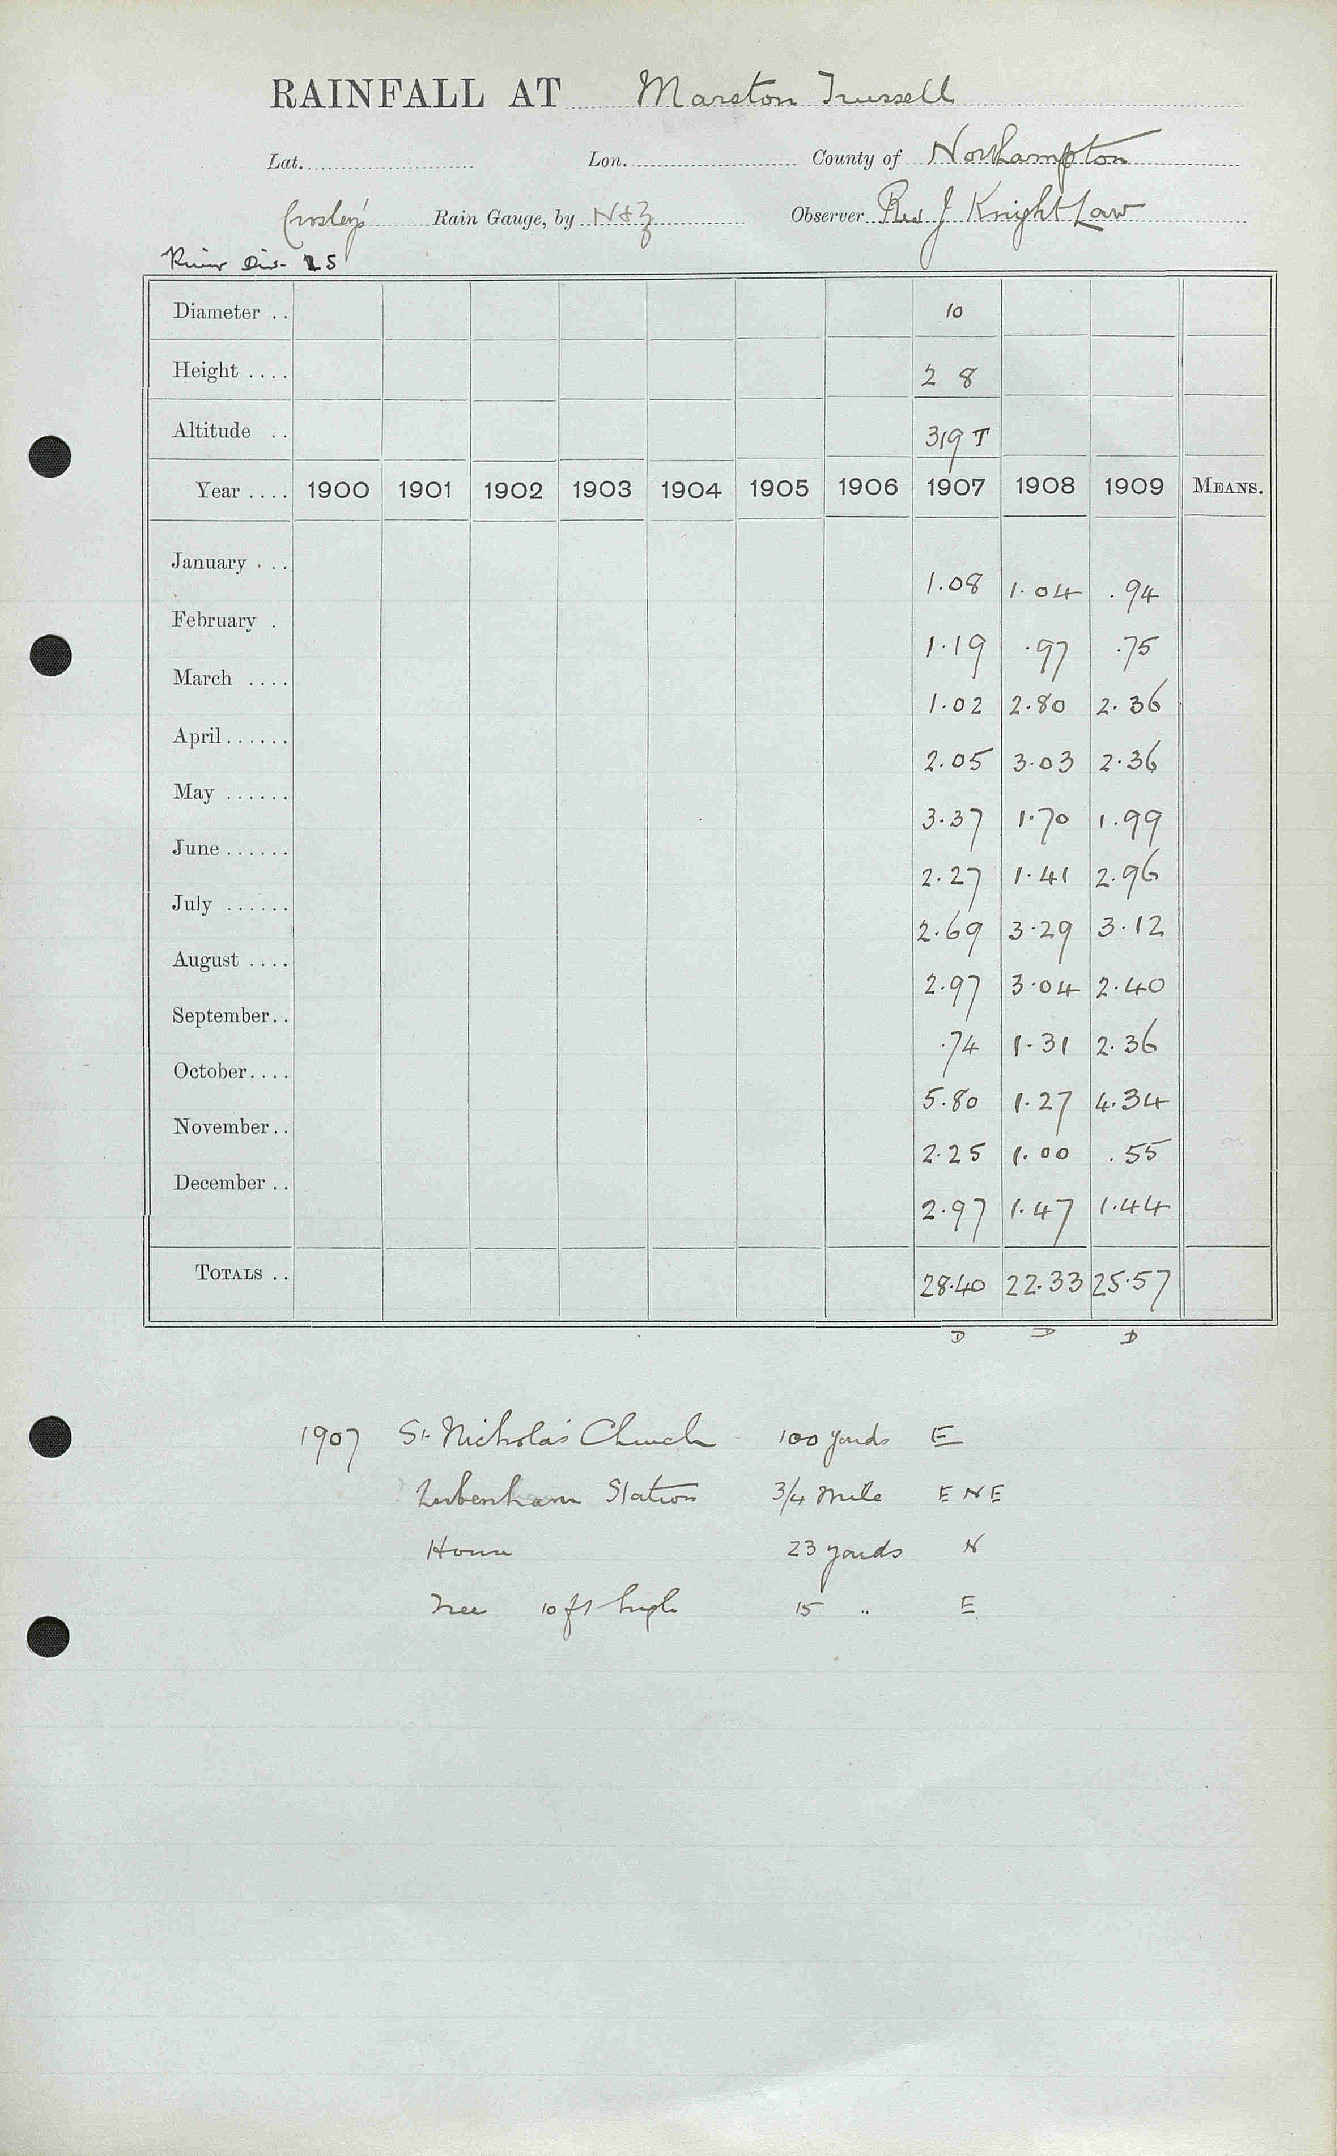 RAINFALL AT Marston Trussell
Lat. Lon. County of Northampton
Crosley's Rain Gauge, by N&Z Observer Rev J Knight Law
River Div. 25
Diameter .. 10
Height .... 2 8
Altitude .. 319 T
Year .... 1900 1901 1902 1903 1904 1905 1906 1907 1908 1909 MEANS.
January ... 1.08 1.04 .94
February . 1.19 .97 .75
March .... 1.02 2.80 2.36
April ...... 2.05 3.03 2.36
May ...... 3.37 1.70 1.99
June ...... 2.27 1.41 2.96
July ...... 2.69 3.29 3.12
August .... 2.97 3.04 2.40
September.. .74 1.31 2.36
October.... 5.80 1.27 4.34
November.. 2.25 1.00 .55
December .. 2.97 1.47 1.44
TOTALS .. 28.40 22.33 25.57
D D D
1907 St. Nicholas Church 100 yards E
Lubenham Station 3/4 mile ENE
House 23 yards N
Tree 10 ft high 15 " E